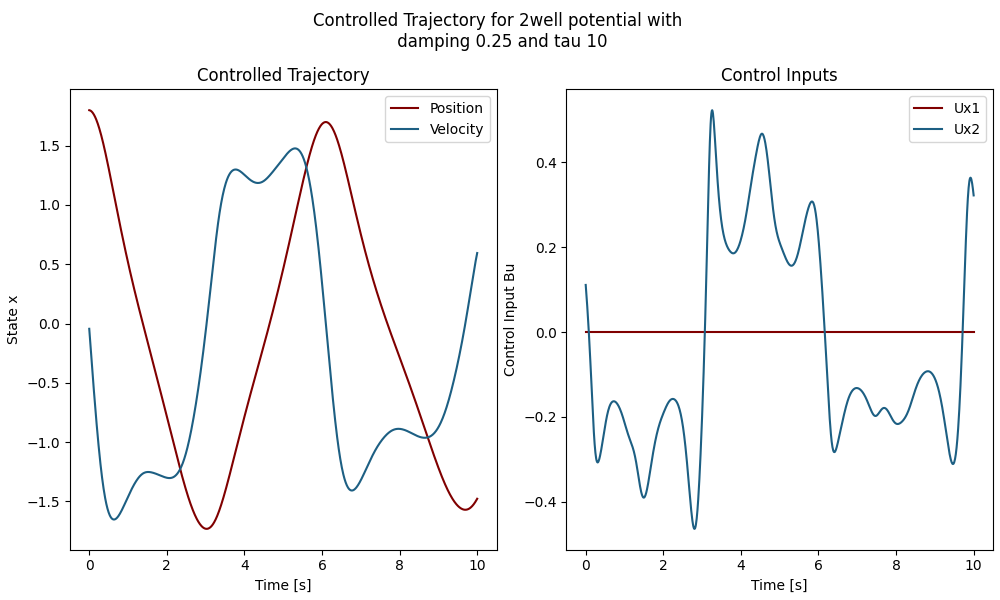 Controlled Trajectory for 2well potential with
damping 0.25 and tau 10
Controlled Trajectory
Position
Velocity
1.5
1.0
0.5
0.0
−0.5
−1.0
−1.5
State x
0 2 4 6 8 10
Time [s]
Control Inputs
Ux1
Ux2
0.4
0.2
0.0
−0.2
−0.4
Control Input Bu
0 2 4 6 8 10
Time [s]